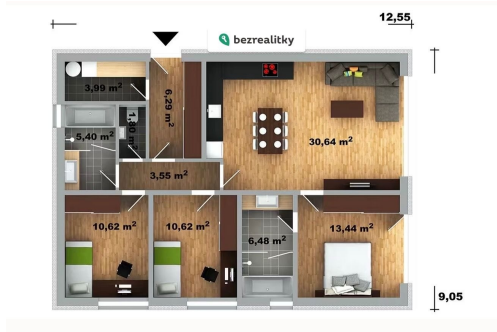 12,55
bezrealitky
3,99 m²
6,29 m²
1,80 m²
5,40 m²
30,64 m²
3,55 m²
10,62 m²
10,62 m²
6,48 m²
13,44 m²
9,05